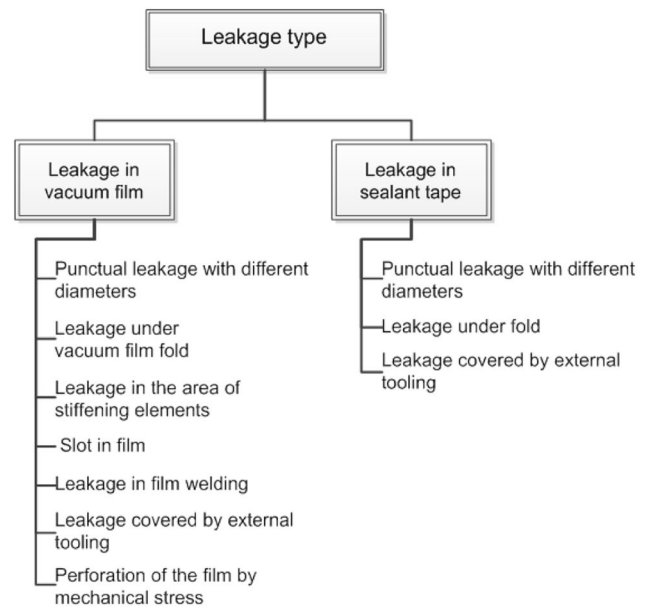 Leakage type
Leakage in
vacuum film
Punctual leakage with different
diameters
Leakage under
vacuum film fold
Leakage in the area of
stiffening elements
Slot in film
Leakage in film welding
Leakage covered by external
tooling
Perforation of the film by
mechanical stress
Leakage in
sealant tape
Punctual leakage with different
diameters
Leakage under fold
Leakage covered by external
tooling